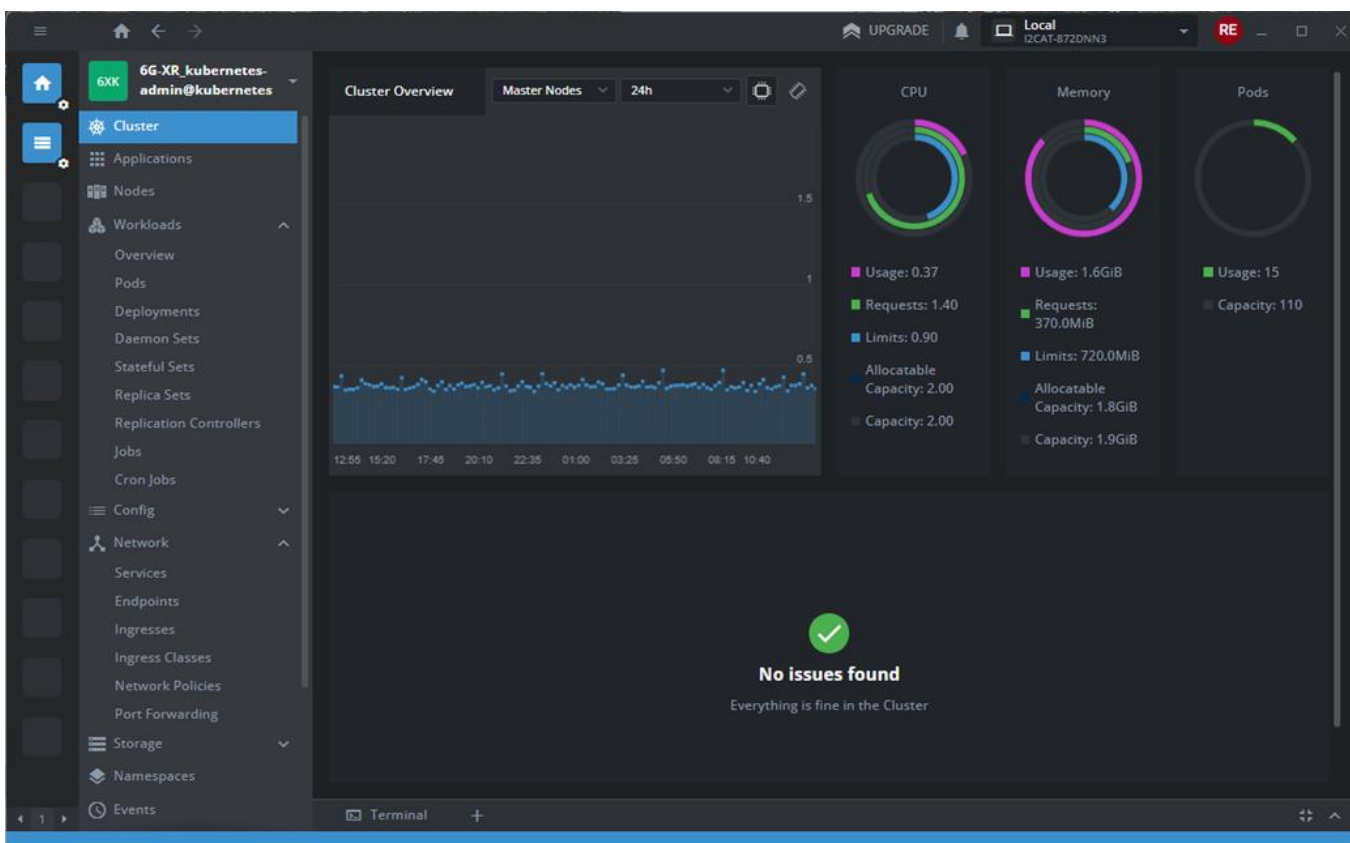 UPGRADE
Local
I2CAT-872DNN3
RE
6XK
6G-XR_kubernetes-
admin@kubernetes
Cluster
Applications
Nodes
Workloads
Overview
Pods
Deployments
Daemon Sets
Stateful Sets
Replica Sets
Replication Controllers
Jobs
Cron Jobs
Config
Network
Services
Endpoints
Ingresses
Ingress Classes
Network Policies
Port Forwarding
Storage
Namespaces
Events
1
Cluster Overview
Master Nodes
24h
1.5
1
0.5
12:55 15:20 17:45 20:10 22:35 01:00 03:25 05:50 08:15 10:40
CPU
Usage: 0.37
Requests: 1.40
Limits: 0.90
Allocatable
Capacity: 2.00
Capacity: 2.00
Memory
Usage: 1.6GiB
Requests:
370.0MiB
Limits: 720.0MiB
Allocatable
Capacity: 1.8GiB
Capacity: 1.9GiB
Pods
Usage: 15
Capacity: 110
No issues found
Everything is fine in the Cluster
Terminal